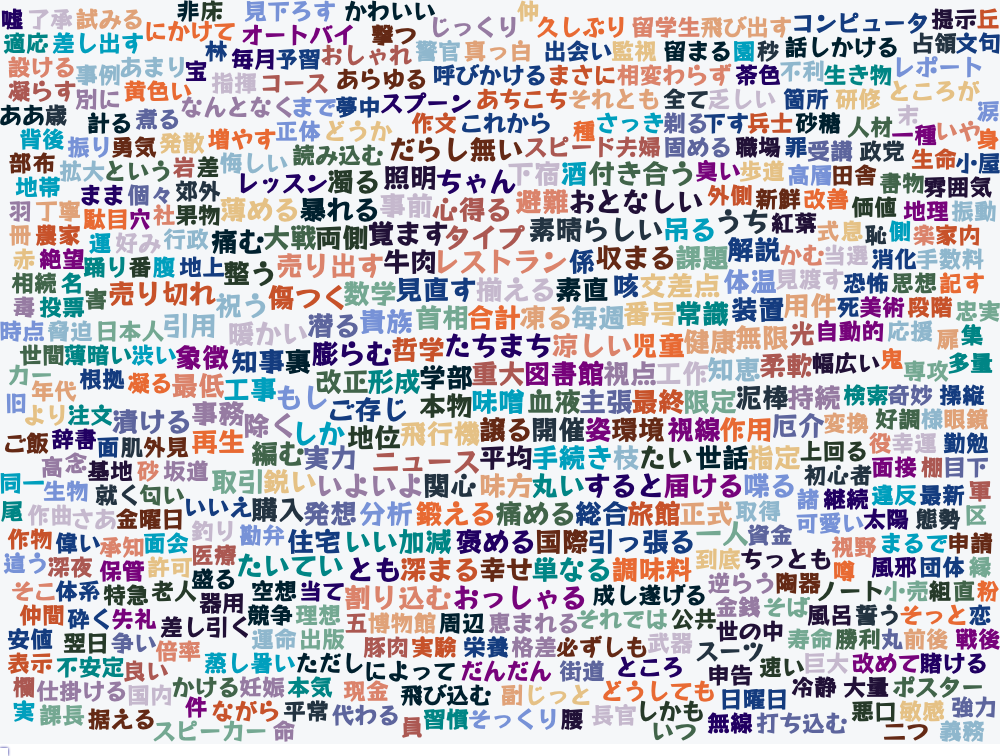 嘘 了承 試みる 非 床 見下ろす かわいい 仲 久しぶり 留学生 飛び出す コンピュータ 提示 丘
適応 差し出す にかけて オートバイ 撃つ じっくり 占領 文句
林 毎月 予習 おしゃれ 警官 真っ白 出会い 監視 留まる 園 秒 話しかける
設ける 事例 あまり 宝 指揮 コース あらゆる 呼びかける まさに 相変わらず 茶色 不利 生き物 レポート
凝らす 別に 黄色い なんとなく まで 夢中 スプーン あちこち それとも 全て 乏しい 箇所 研修 ところが
ああ 歳 計る 煮る 正体 どうか 作文 これから 種 さっき 剃る 下す 兵士 砂糖 人材 末 涙
背後 振り 勇気 発散 増やす 読み込む だらし無い スピード 夫婦 固める 職場 罪 受講 政党 一種 いや 身
部 布 拡大 という 岩 差 悔しい 下宿 酒 付き合う 臭い 歩道 高層 田舎 書物 生命 小屋
地帯 まま 個々 郊外 レッスン 濁る 照明 ちゃん 雰囲気
羽 丁寧 駄目 穴 社 果物 薄める 暴れる 事前 心得る 避難 おとなしい 外側 新鮮 改善 価値 地理 振動
冊 農家 運 好み 行政 痛む 大戦 両側 覚ます タイプ 素晴らしい 吊る うち 紅葉 式 息 恥 側 楽 家内
赤 絶望 踊り 番 腹 地上 整う 売り出す 牛肉 レストラン 係 収まる 課題 解説 かむ 当選 消化 手数料
相続 名 売り切れ 祝う 傷つく 数学 見直す 揃える 素直 咳 交差点 体温 見渡す 恐怖 思想 記す
毒 投票 書 引用 暖かい 潜る 貴族 首相 合計 凍る 毎週 番号 常識 装置 用件 死 美術 段階 忠実
時点 脅迫 日本人 涼しい 児童 健康 無限 光 自動的 応援 扉 集
世間 薄暗い 渋い 象徴 知事 裏 膨らむ 哲学 たちまち 柔軟 幅広い 鬼 専攻 多量
カー 年代 根拠 凝る 最低 工事 もし 改正 形成 学部 重大 図書館 視点 工作 知恵
旧 より 注文 漬ける 事務 除く ご存じ 本物 味噌 血液 主張 最終 限定 泥棒 持続 検索 奇妙 操縦
ご飯 辞書 面 肌 外見 再生 しか 地位 飛行機 譲る 開催 姿 環境 視線 作用 厄介 変換 好調 様 眼鏡
高念 基地 砂 坂道 編む 実力 ニュース 平均 手続き 枝 たい 世話 指定 上回る 役 幸運 勤勉
同一 生物 就く 匂い 取引 鋭い いよいよ 関心 味方 丸い すると 届ける 喋る 初心者 面接 棚 目下
尾 作曲 さあ 金曜日 いいえ 購入 発想 分析 鍛える 痛める 総合 旅館 正式 取得 諸 継続 違反 最新 軍
作物 偉い 承知 面会 釣り 勘弁 住宅 いい加減 褒める 国際 引っ張る 一人 資金 可愛い 太陽 態勢 区
違う 深夜 保管 許可 医療 たいてい とも 深まる 幸せ 単なる 調味料 到底 ちっとも 視野 まるで 申請
そこ 体系 特急 老人 盛る 空想 当て 割り込む おっしゃる 成し遂げる 逆らう 陶器 噂 風邪 団体 縁
仲間 砕く 失礼 器用 競争 理想 五 博物館 周辺 恵まれる それでは 公共 金銭 そば ノート 小売 組 直 粉
安値 翌日 争い 差し引く 運命 出版 豚肉 実験 栄養 格差 必ずしも 武器 世の中 風呂 誓う そっと 恋
表示 不安定 良い 倍率 蒸し暑い ただし によって だんだん 街道 ところ スーツ 寿命 勝利 丸 前後 戦後
欄 仕掛ける 国内 かける 妊娠 本気 現金 飛び込む 副 じっと どうしても 申告 速い 巨大 改めて 賭ける
実 課長 据える 件 ながら 平常 代わる 習慣 そっくり 腰 長官 しかも 日曜日 冷静 大量 ポスター
スピーカー 命 員 いつ 無線 打ち込む 悪口 敏感 強力
二つ 義務